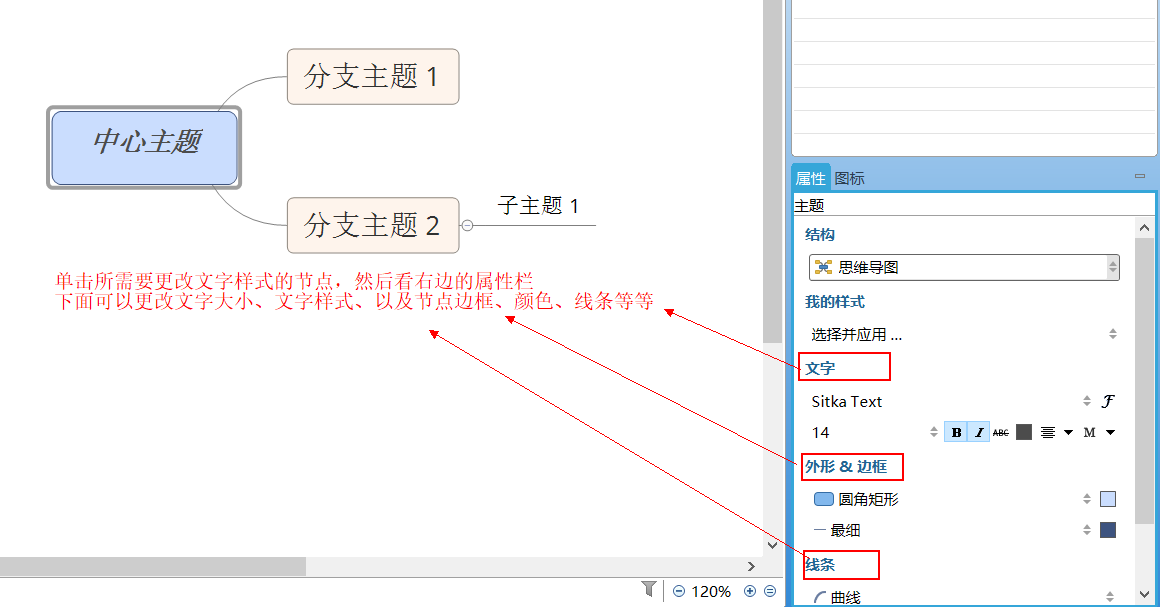 分支主题 1
中心主题
分支主题 2
子主题 1
单击所需要更改文字样式的节点，然后看右边的属性栏
下面可以更改文字大小、文字样式、以及节点边框、颜色、线条等等
120%
属性 图标
主题
结构
思维导图
我的样式
选择并应用 ...
文字
Sitka Text
14 B I ABC M
外形 & 边框
圆角矩形
最细
线条
曲线